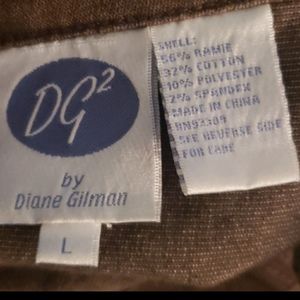 DG2
by
Diane Gilman
L
SHELL:
56% RAMIE
32% COTTON
10% POLYESTER
2% SPANDEX
MADE IN CHINA
RN93309
SEE REVERSE SIDE
FOR CARE